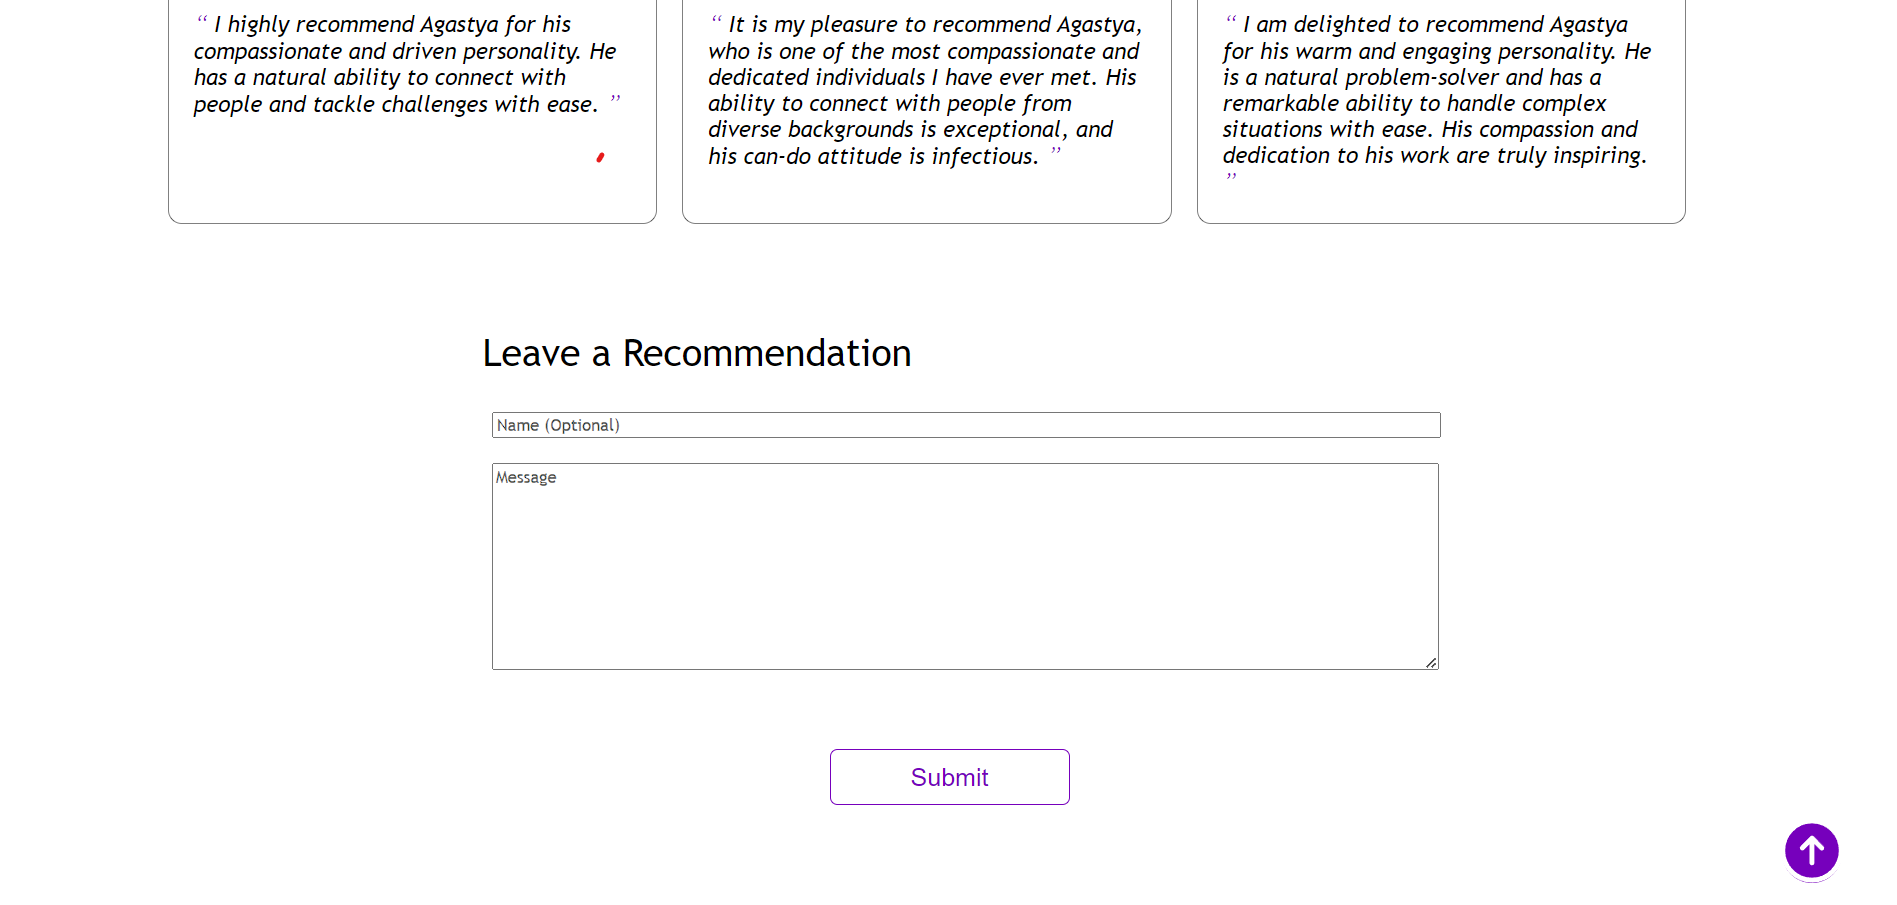 “ I highly recommend Agastya for his
compassionate and driven personality. He
has a natural ability to connect with
people and tackle challenges with ease. ”
“ It is my pleasure to recommend Agastya,
who is one of the most compassionate and
dedicated individuals I have ever met. His
ability to connect with people from
diverse backgrounds is exceptional, and
his can-do attitude is infectious. ”
“ I am delighted to recommend Agastya
for his warm and engaging personality. He
is a natural problem-solver and has a
remarkable ability to handle complex
situations with ease. His compassion and
dedication to his work are truly inspiring.
”
Leave a Recommendation
Name (Optional)
Message
Submit